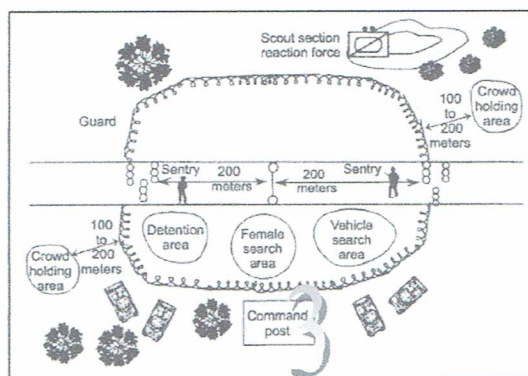 Scout section
reaction force
Crowd
holding
area
100
to
200
meters
Guard
Sentry
200
meters
200
meters
Sentry
100
to
200
meters
Crowd
holding
area
Detention
area
Female
search
area
Vehicle
search
area
Command
post
3